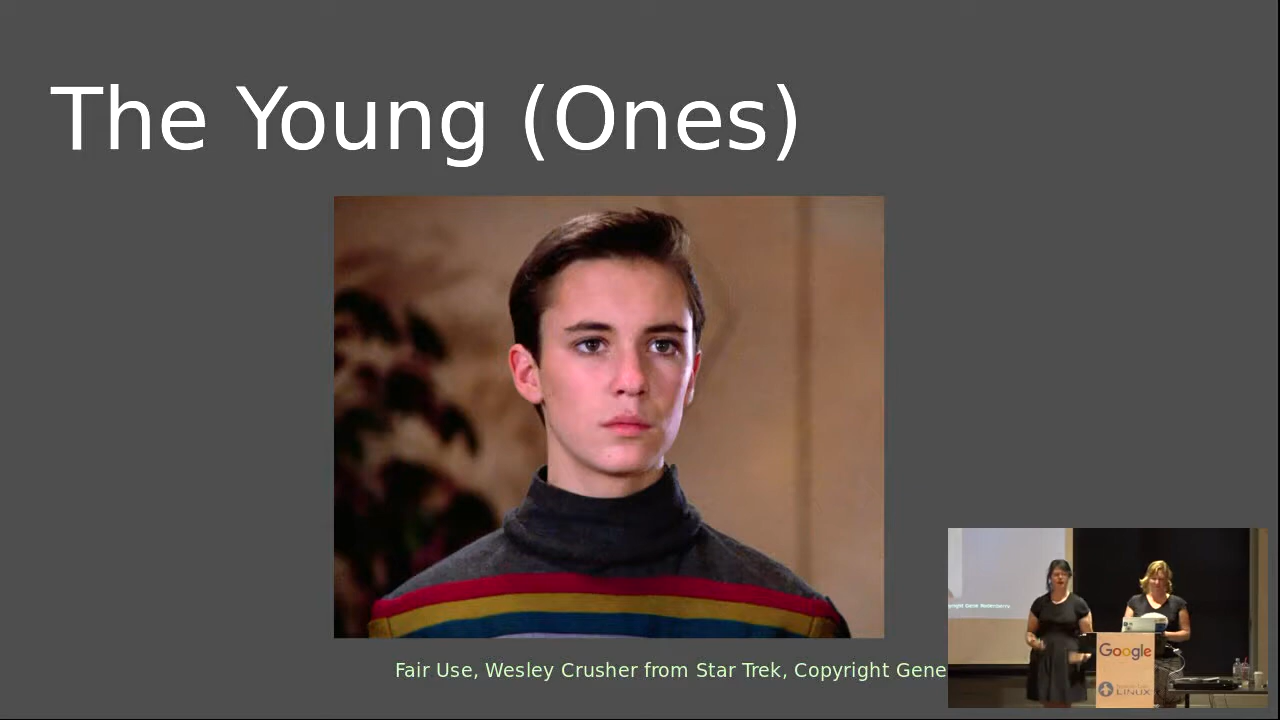 The Young (Ones)
Fair Use, Wesley Crusher from Star Trek, Copyright Gene
Google
LINUX